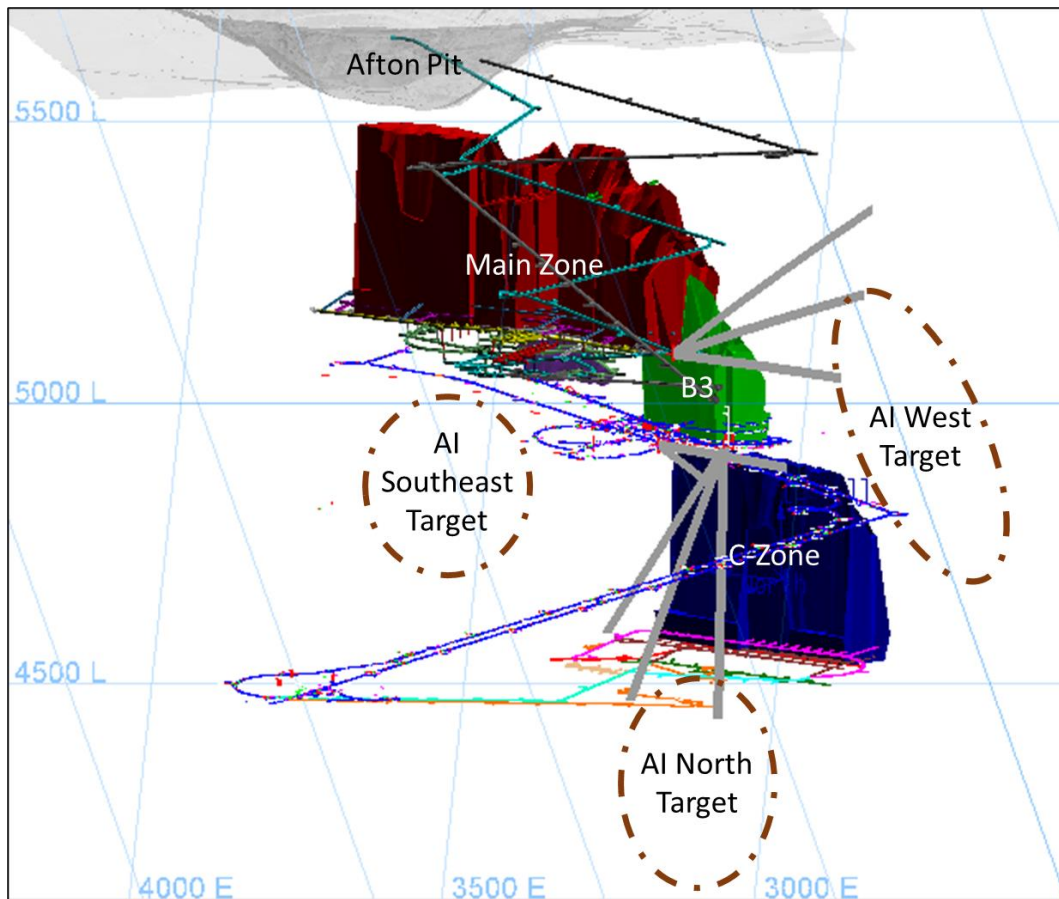 Afton Pit
5500 L
Main Zone
B3
5000 L
AI West
Target
AI
Southeast
Target
C-Zone
4500 L
AI North
Target
4000 E
3500 E
3000 E